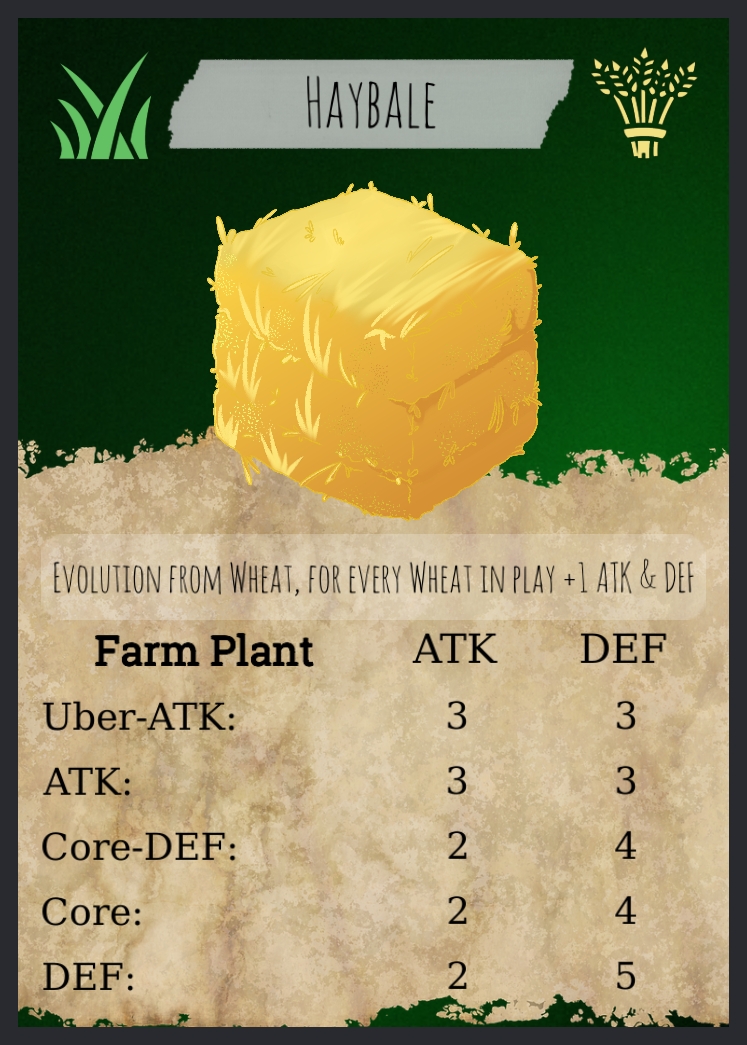 Haybale
Evolution from Wheat, for every Wheat in play +1 ATK & DEF
Farm Plant ATK DEF
Uber-ATK: 3 3
ATK: 3 3
Core-DEF: 2 4
Core: 2 4
DEF: 2 5